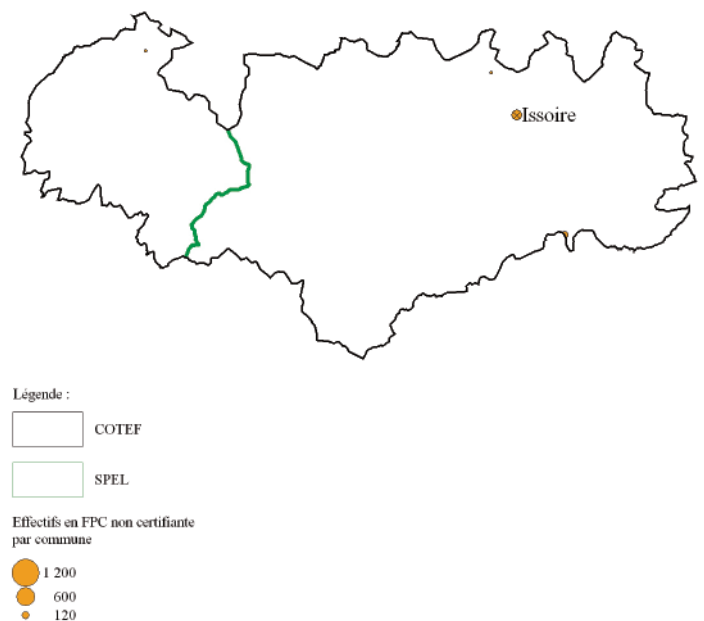 Issoire
Légende :
COTEF
SPEL
Effectifs en FPC non certifiante
par commune
1 200
600
120